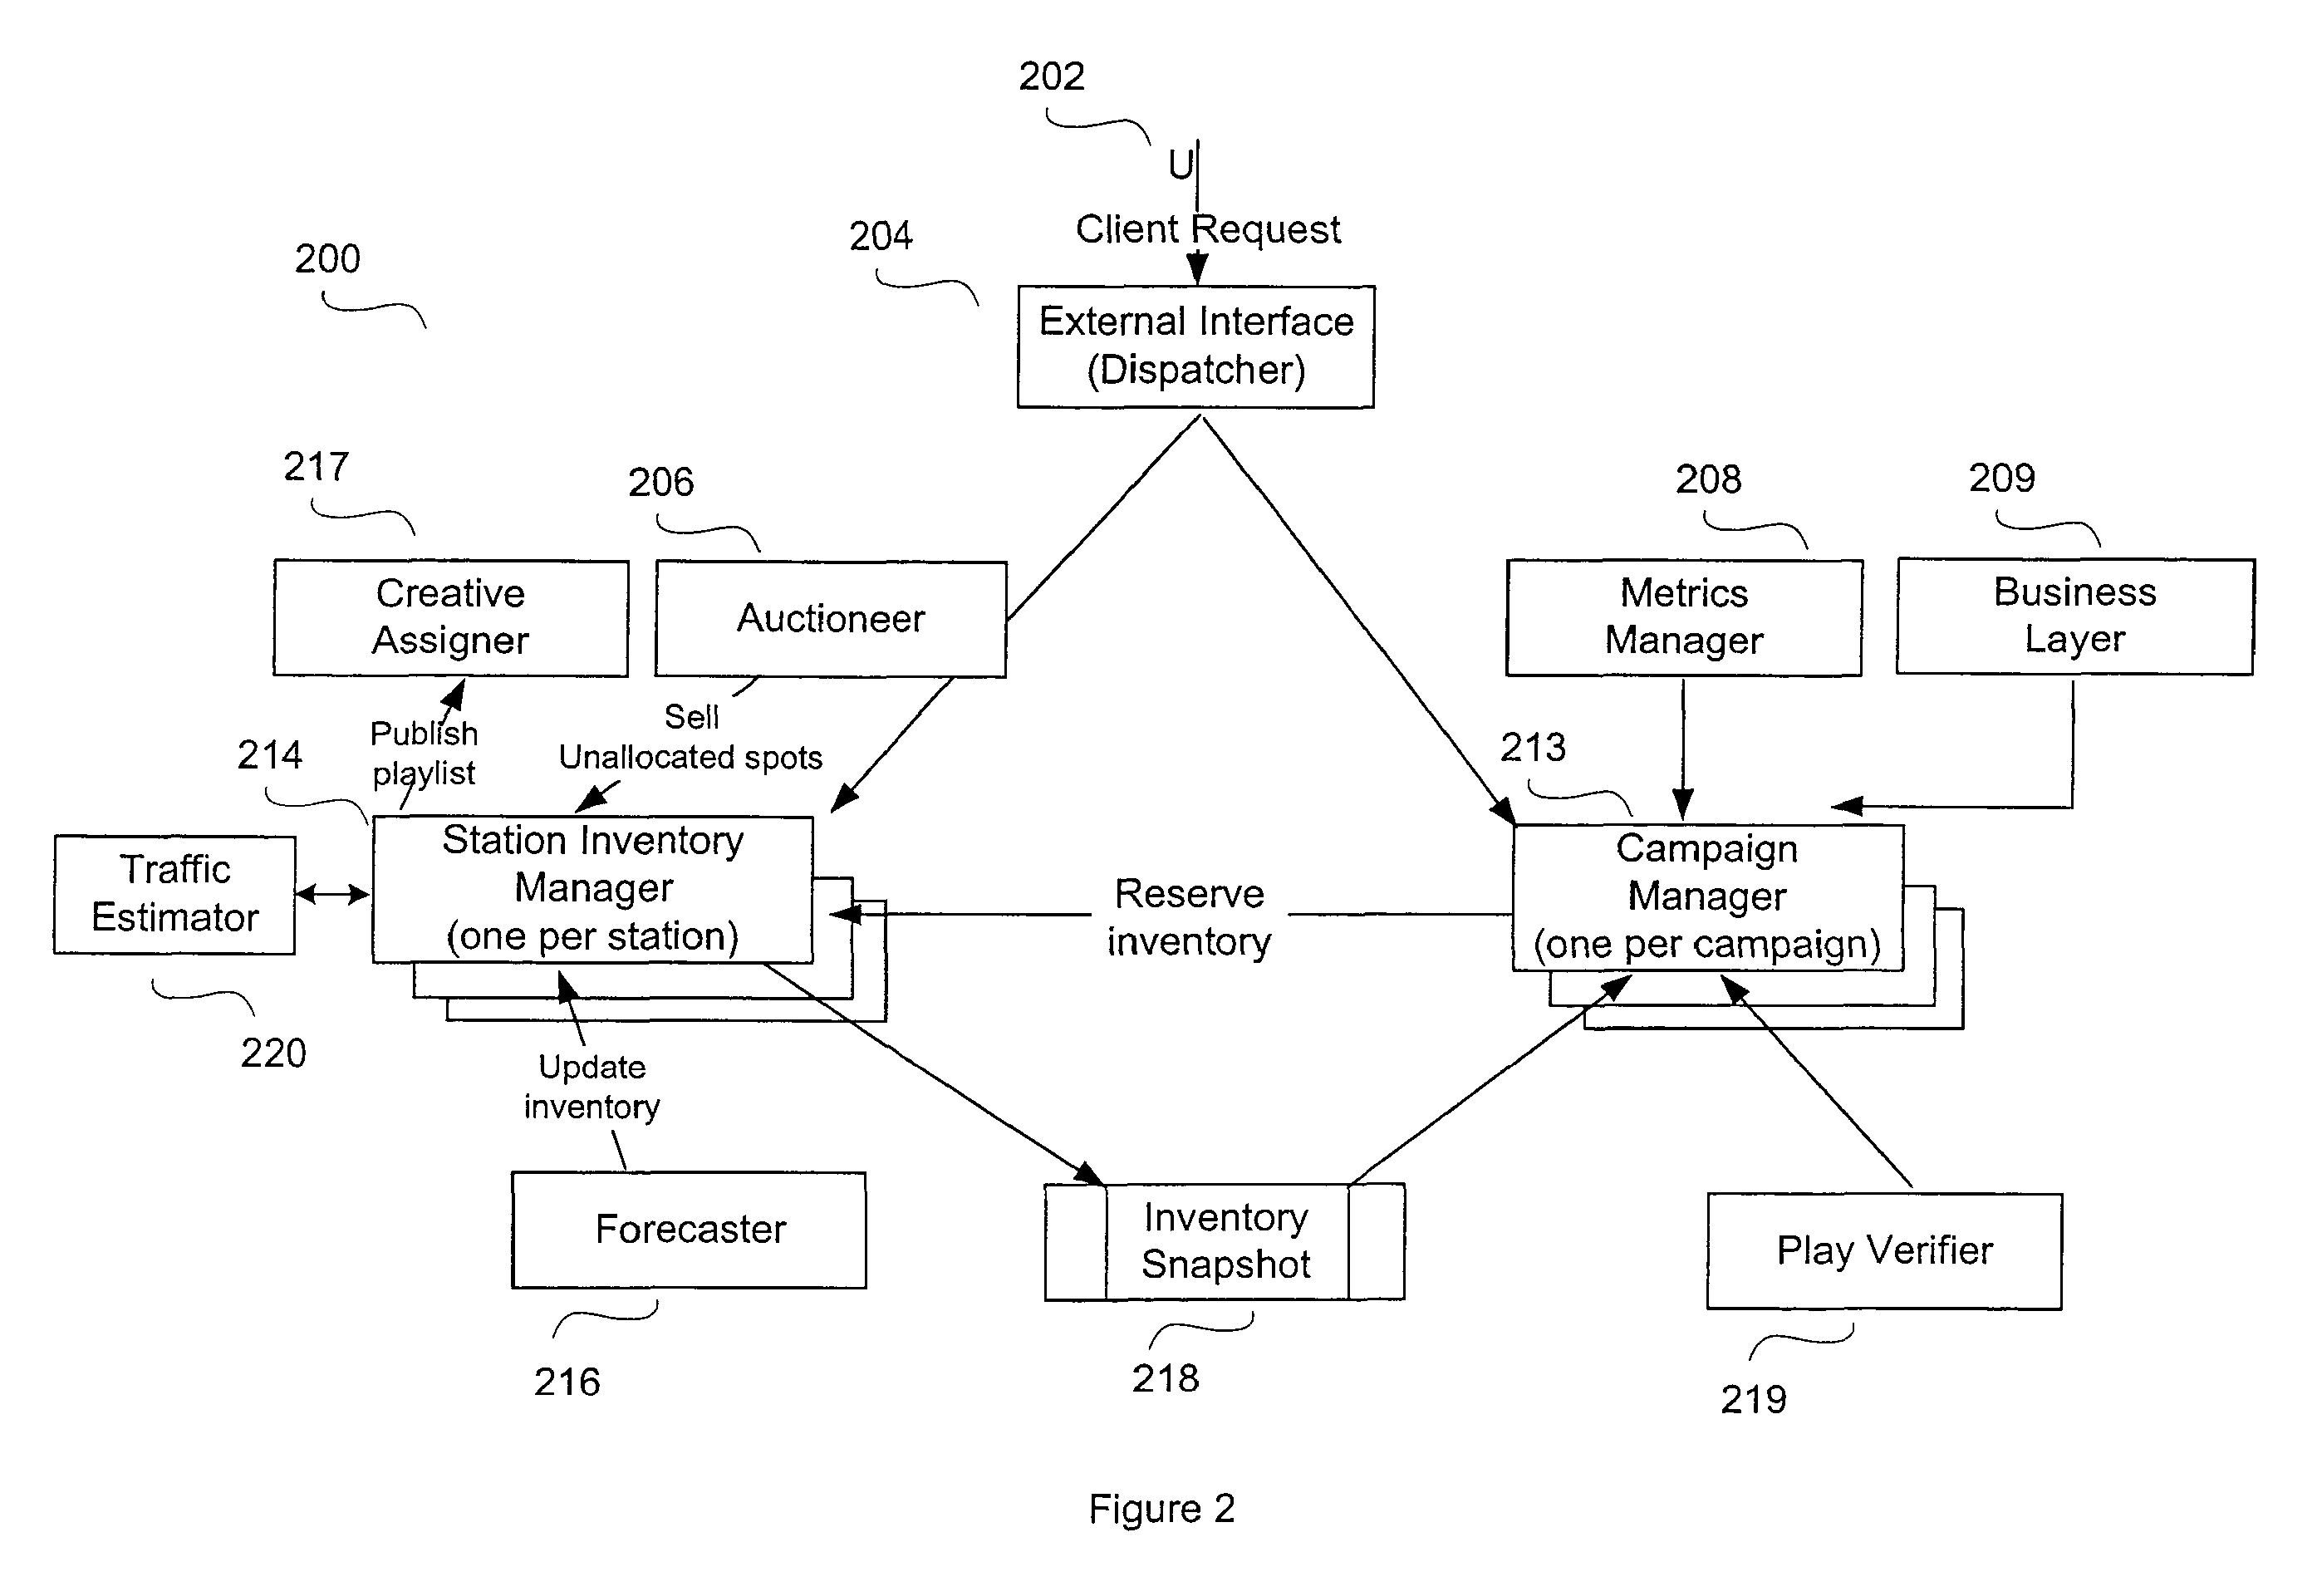 202
U
Client Request
204
200
External Interface
(Dispatcher)
217
206
208
209
Creative
Assigner
Auctioneer
Metrics
Manager
Business
Layer
Publish
playlist
Sell
Unallocated spots
214
213
Traffic
Estimator
Station Inventory
Manager
(one per station)
Reserve
inventory
Campaign
Manager
(one per campaign)
220
Update
inventory
Forecaster
Inventory
Snapshot
Play Verifier
216
218
219
Figure 2